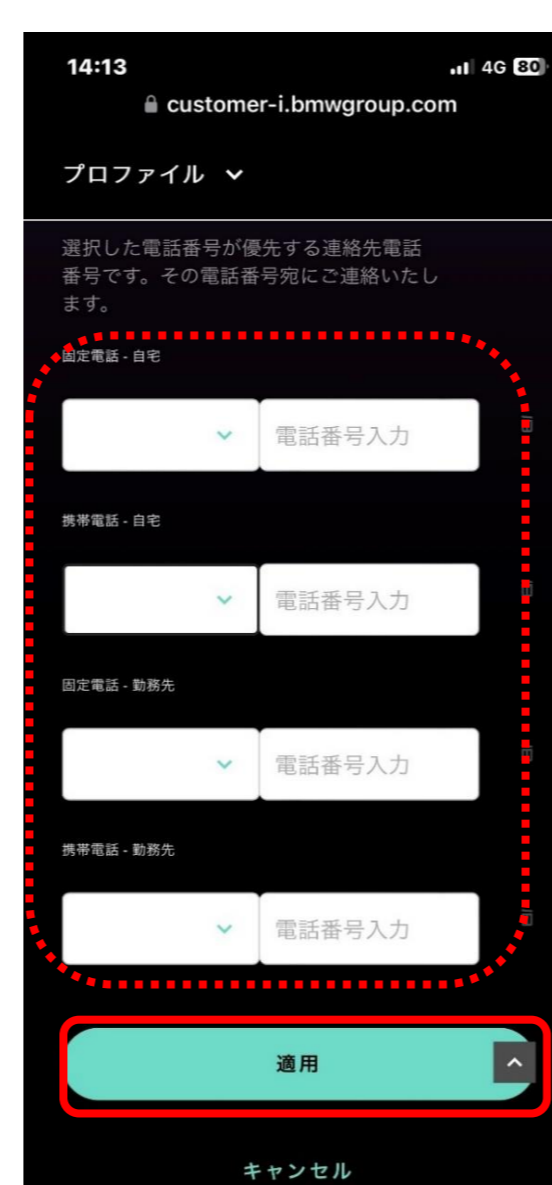 14:13
4G 80
customer-i.bmwgroup.com
プロファイル
選択した電話番号が優先する連絡先電話
番号です。その電話番号宛にご連絡いたし
ます。
固定電話 - 自宅
電話番号入力
携帯電話 - 自宅
電話番号入力
固定電話 - 勤務先
電話番号入力
携帯電話 - 勤務先
電話番号入力
適用
キャンセル